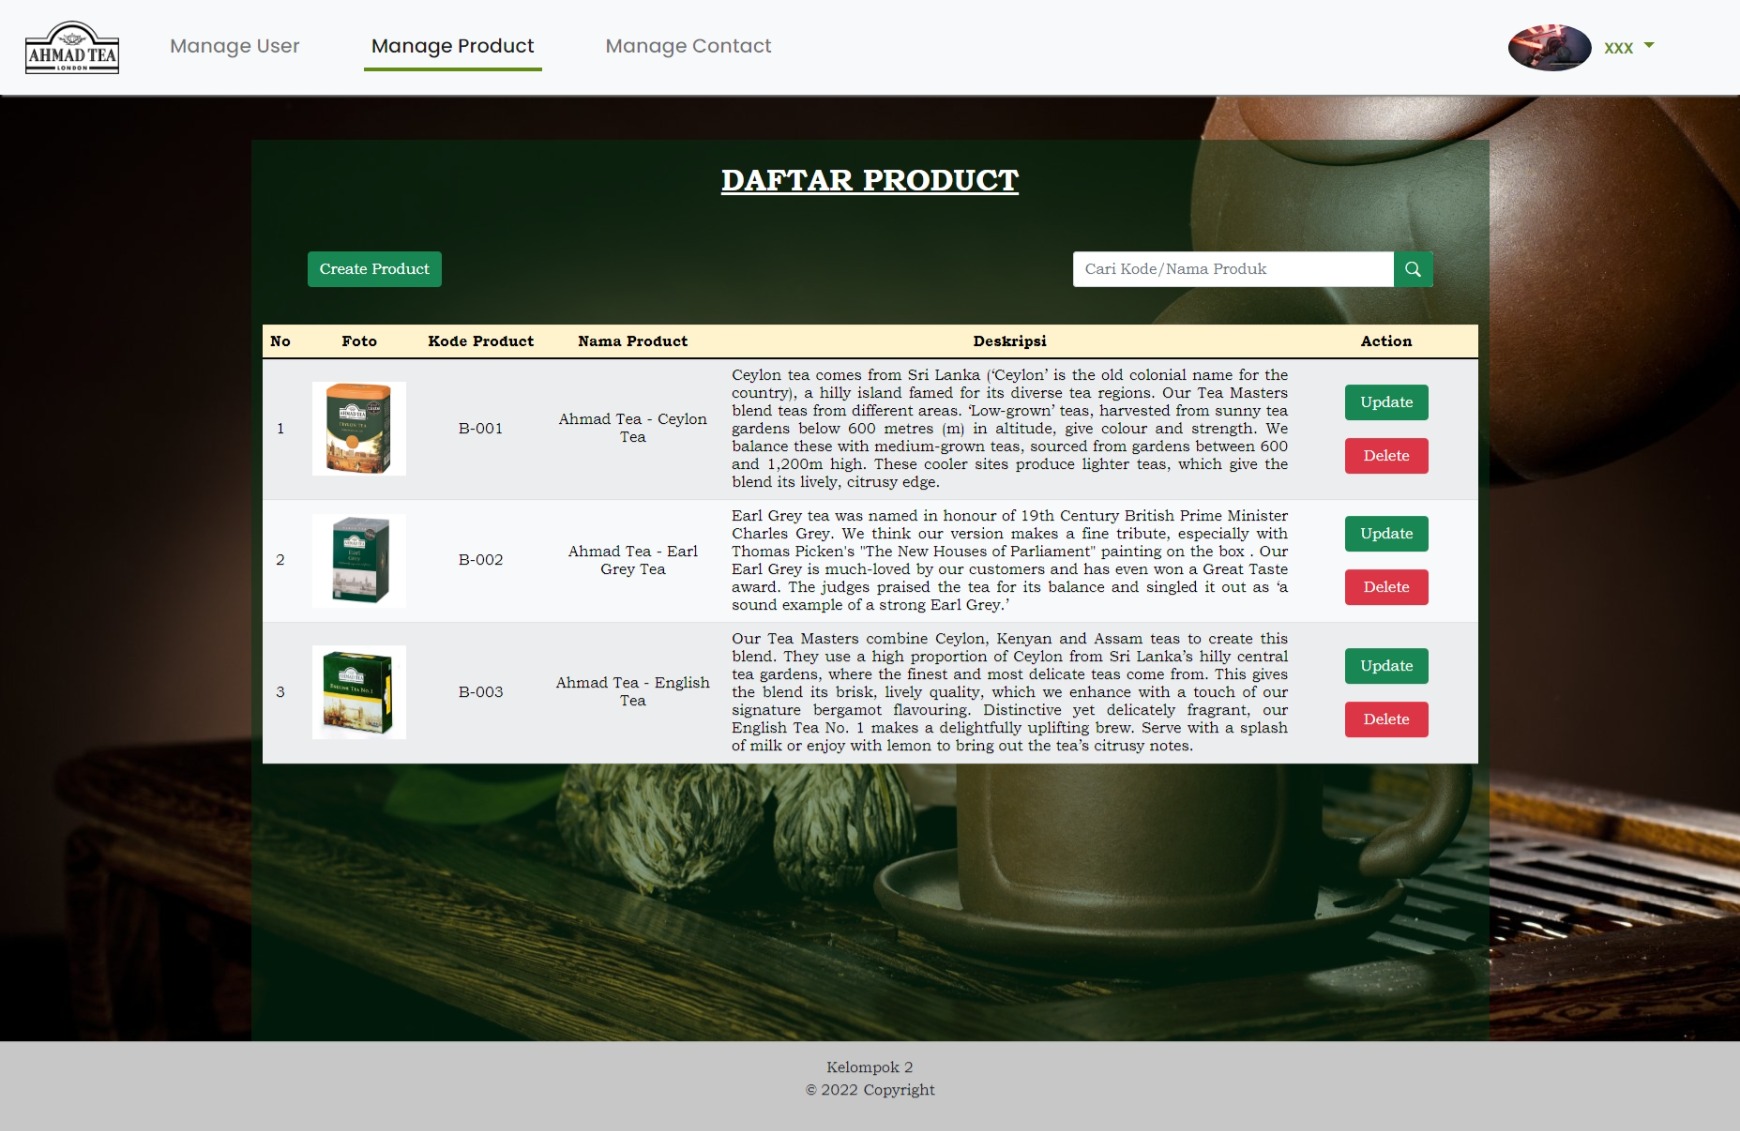 AHMAD TEA
LONDON
Manage User
Manage Product
Manage Contact
xxx
DAFTAR PRODUCT
Create Product
Cari Kode/Nama Produk
No Foto Kode Product Nama Product Deskripsi Action
1
B-001
Ahmad Tea - Ceylon
Tea
Ceylon tea comes from Sri Lanka (‘Ceylon’ is the old colonial name for the
country), a hilly island famed for its diverse tea regions. Our Tea Masters
blend teas from different areas. ‘Low-grown’ teas, harvested from sunny tea
gardens below 600 metres (m) in altitude, give colour and strength. We
balance these with medium-grown teas, sourced from gardens between 600
and 1,200m high. These cooler sites produce lighter teas, which give the
blend its lively, citrusy edge.
Update
Delete
2
B-002
Ahmad Tea - Earl
Grey Tea
Earl Grey tea was named in honour of 19th Century British Prime Minister
Charles Grey. We think our version makes a fine tribute, especially with
Thomas Picken's "The New Houses of Parliament" painting on the box . Our
Earl Grey is much-loved by our customers and has even won a Great Taste
award. The judges praised the tea for its balance and singled it out as ‘a
sound example of a strong Earl Grey.’
Update
Delete
3
B-003
Ahmad Tea - English
Tea
Our Tea Masters combine Ceylon, Kenyan and Assam teas to create this
blend. They use a high proportion of Ceylon from Sri Lanka’s hilly central
tea gardens, where the finest and most delicate teas come from. This gives
the blend its brisk, lively quality, which we enhance with a touch of our
signature bergamot flavouring. Distinctive yet delicately fragrant, our
English Tea No. 1 makes a delightfully uplifting brew. Serve with a splash
of milk or enjoy with lemon to bring out the tea’s citrusy notes.
Update
Delete
Kelompok 2
© 2022 Copyright